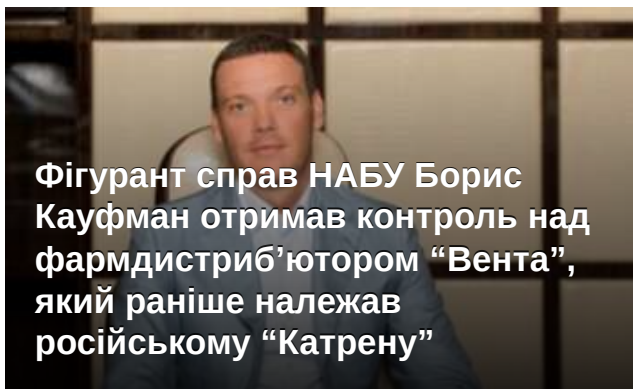 Фігурант справ НАБУ Борис
Кауфман отримав контроль над
фармдистриб’ютором “Вента”,
який раніше належав
російському “Катрену”